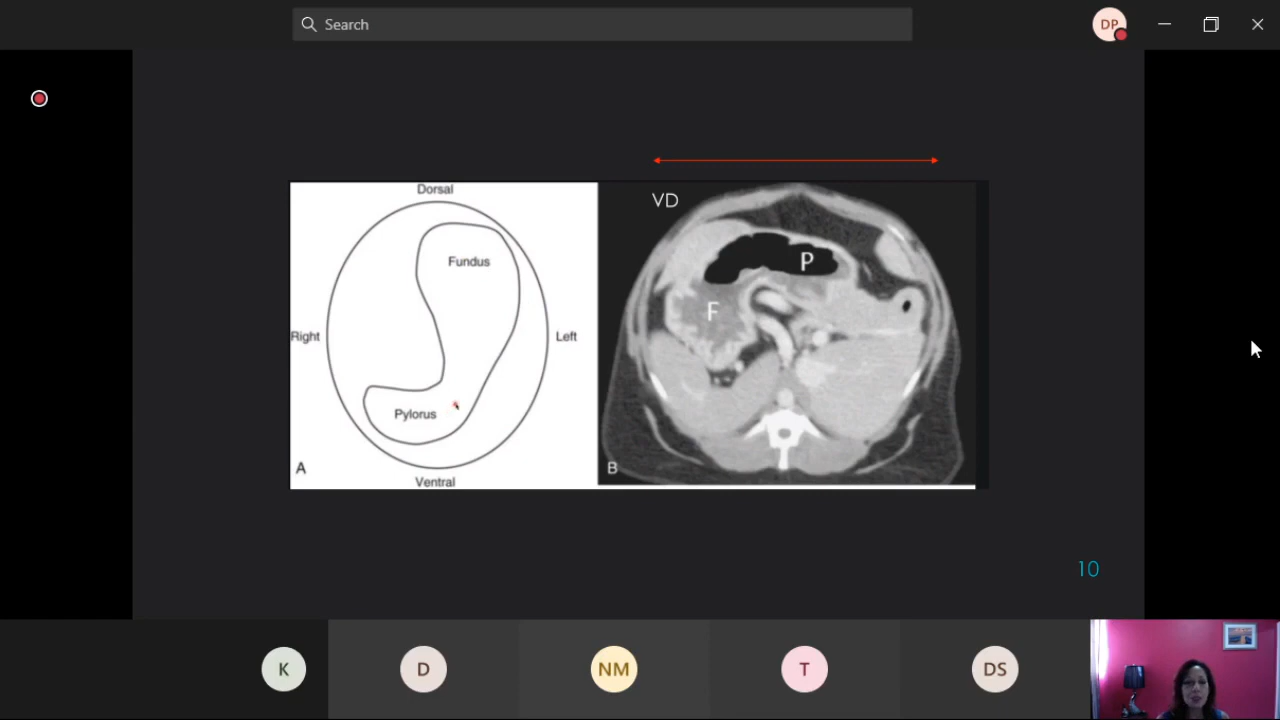 Search
DP
Dorsal
Fundus
Right
Left
Pylorus
A
Ventral
VD
P
F
B
10
K
D
NM
T
DS